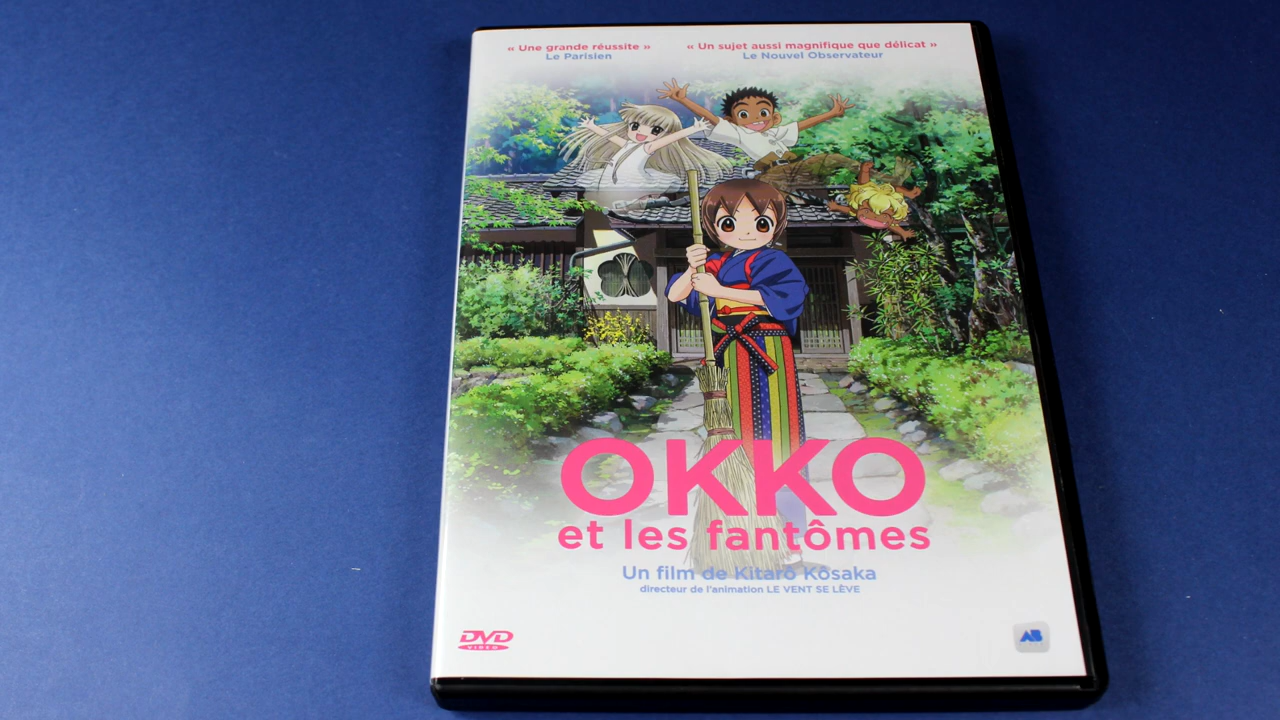 « Une grande réussite »
Le Parisien
« Un sujet aussi magnifique que délicat »
Le Nouvel Observateur
OKKO
et les fantômes
Un film de Kitarô Kôsaka
directeur de l'animation LE VENT SE LÈVE
DVD
VIDEO
AB